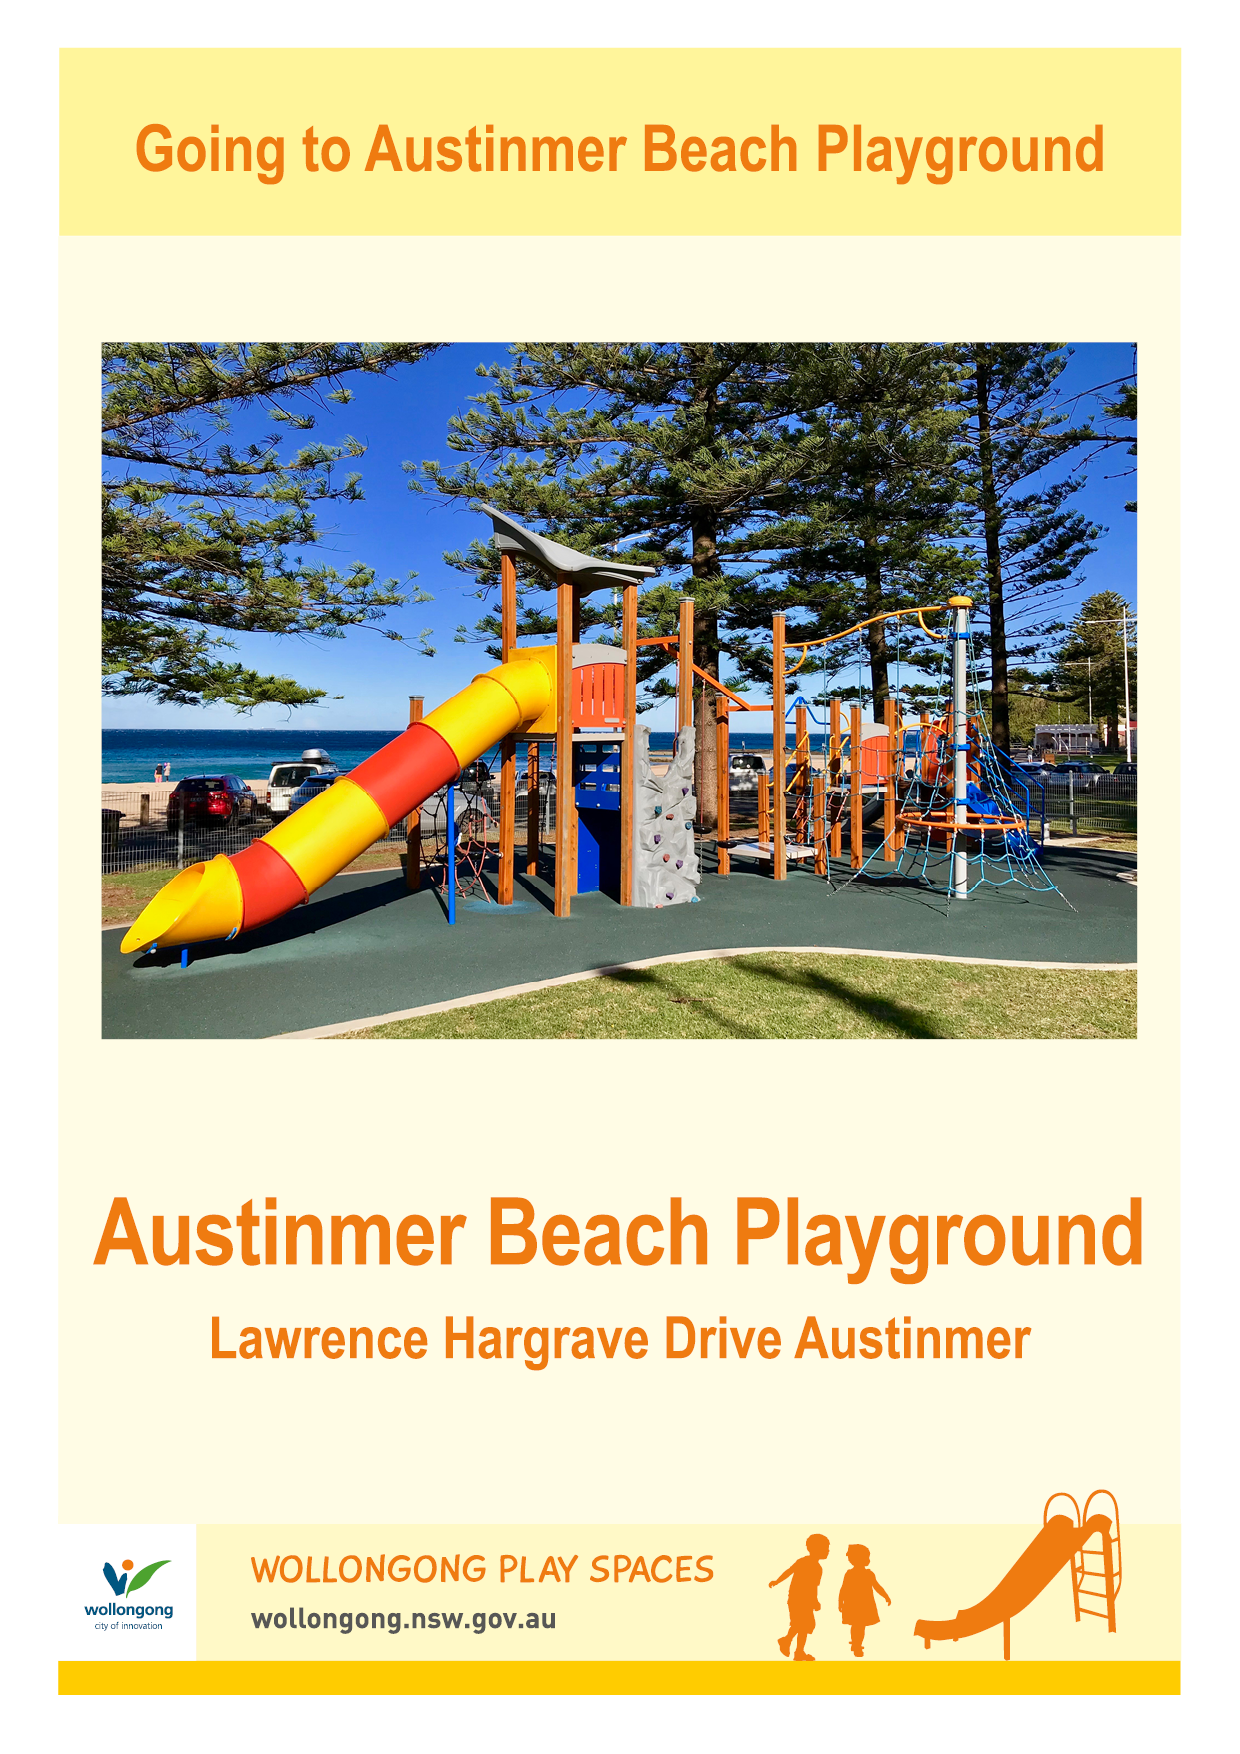 Going to Austinmer Beach Playground
Austinmer Beach Playground
Lawrence Hargrave Drive Austinmer
WOLLONGONG PLAY SPACES
wollongong.nsw.gov.au
wollongong
city of innovation